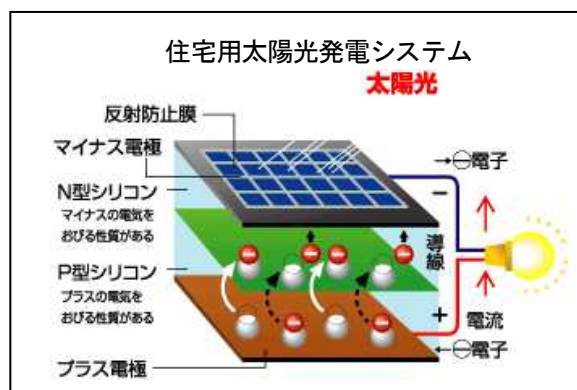 住宅用太陽光発電システム
太陽光
反射防止膜
マイナス電極
→⊖電子
N型シリコン
マイナスの電気を
おびる性質がある
−
導線
P型シリコン
プラスの電気を
おびる性質がある
+
電流
←⊖電子
プラス電極